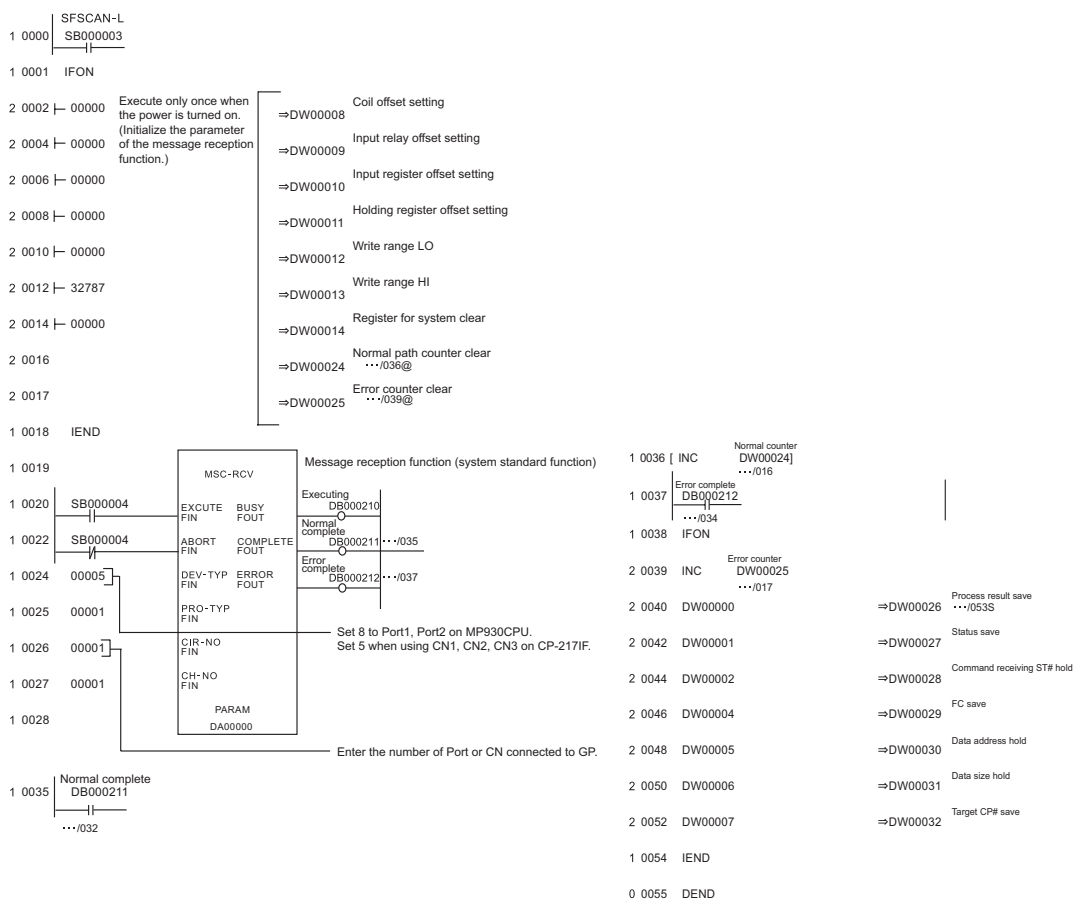 SFSCAN-L
1 0000 SB000003
1 0001 IFON
2 0002 00000 ⇒DW00008 Coil offset setting
Execute only once when
the power is turned on.
(Initialize the parameter
of the message reception
function.)
2 0004 00000 ⇒DW00009 Input relay offset setting
2 0006 00000 ⇒DW00010 Input register offset setting
2 0008 00000 ⇒DW00011 Holding register offset setting
2 0010 00000 ⇒DW00012 Write range LO
2 0012 32787 ⇒DW00013 Write range HI
2 0014 00000 ⇒DW00014 Register for system clear
2 0016 ⇒DW00024 Normal path counter clear
···/036@
2 0017 ⇒DW00025 Error counter clear
···/039@
1 0018 IEND
1 0019 MSC-RCV Message reception function (system standard function)
1 0020 SB000004 EXCUTE BUSY Executing DB000210
FIN FOUT
1 0022 SB000004 ABORT COMPLETE Normal complete DB000211 ···/035
FIN FOUT
1 0024 00005 DEV-TYP ERROR Error complete DB000212 ···/037
FIN FOUT
1 0025 00001 PRO-TYP
FIN
Set 8 to Port1, Port2 on MP930CPU.
Set 5 when using CN1, CN2, CN3 on CP-217IF.
1 0026 00001 CIR-NO
FIN
1 0027 00001 CH-NO
FIN
1 0028 PARAM
DA00000
Enter the number of Port or CN connected to GP.
Normal complete
1 0035 DB000211
···/032
Normal counter
1 0036 [ INC DW00024]
···/016
Error complete
1 0037 DB000212
···/034
1 0038 IFON
Error counter
2 0039 INC DW00025
···/017
2 0040 DW00000 ⇒DW00026 Process result save
···/053S
2 0042 DW00001 ⇒DW00027 Status save
2 0044 DW00002 ⇒DW00028 Command receiving ST# hold
2 0046 DW00004 ⇒DW00029 FC save
2 0048 DW00005 ⇒DW00030 Data address hold
2 0050 DW00006 ⇒DW00031 Data size hold
2 0052 DW00007 ⇒DW00032 Target CP# save
1 0054 IEND
0 0055 DEND